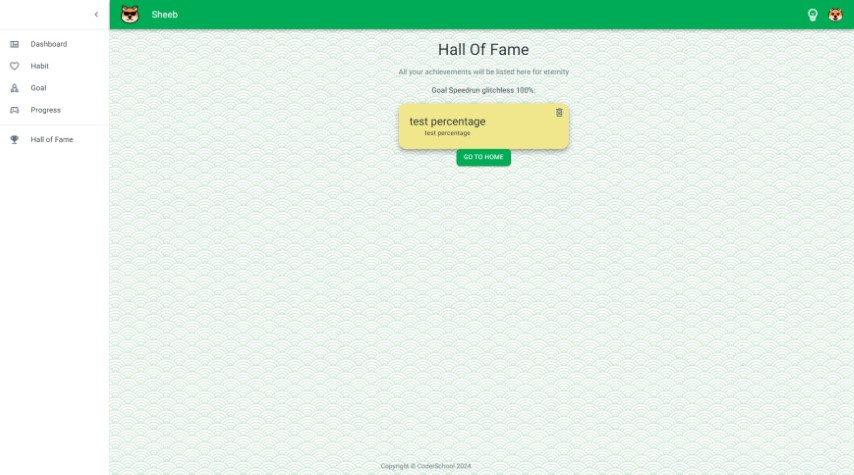 Sheeb
Dashboard
Habit
Goal
Progress
Hall of Fame
Hall Of Fame
All your achievements will be listed here for eternity
Goal Speedrun glitchless 100%:
test percentage
test percentage
GO TO HOME
Copyright © CoderSchool 2024.